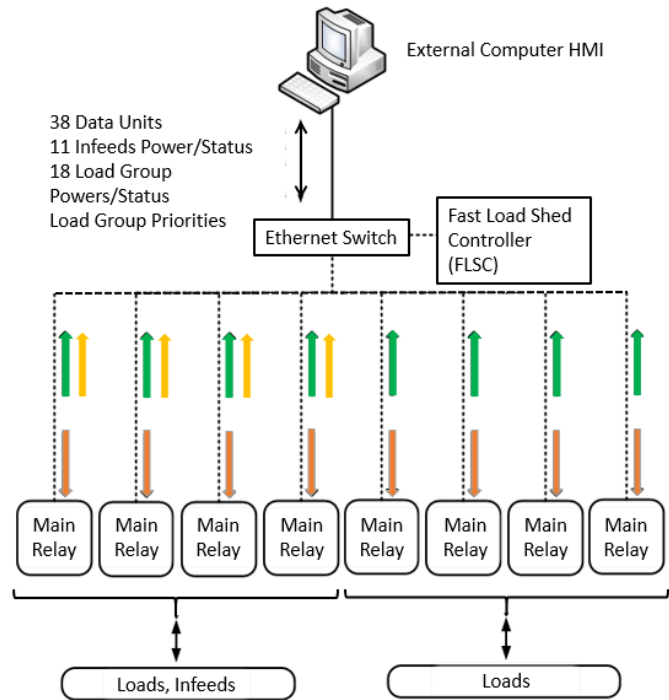 External Computer HMI
38 Data Units
11 Infeeds Power/Status
18 Load Group
Powers/Status
Load Group Priorities
Ethernet Switch
Fast Load Shed
Controller
(FLSC)
Main
Relay
Main
Relay
Main
Relay
Main
Relay
Main
Relay
Main
Relay
Main
Relay
Main
Relay
Loads, Infeeds
Loads